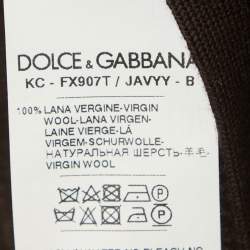 DOLCE & GABBANA
KC - FX907T / JAVYY - B
100% LANA VERGINE-VIRGIN
WOOL-LANA VIRGEN-
LAINE VIERGE-LÁ
VIRGEM-SCHURWOLLE-
НАТУРАЛЬНАЯ ШЕРСТЬ-羊毛-
VIRGIN WOOL